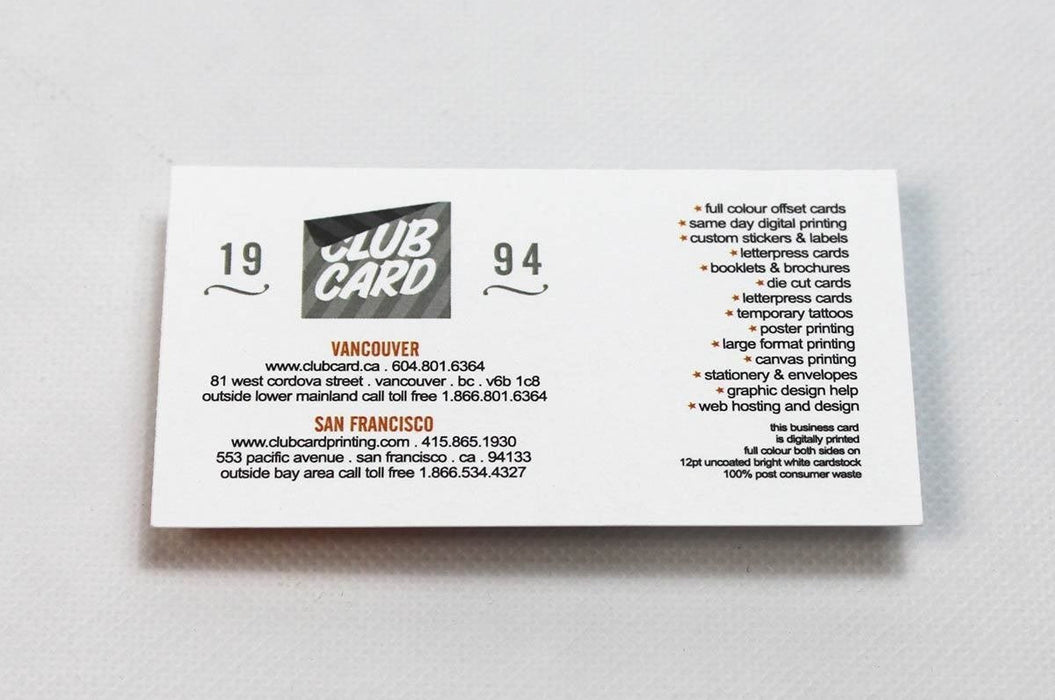 19
CLUB
CARD
94
VANCOUVER
www.clubcard.ca . 604.801.6364
81 west cordova street . vancouver . bc . v6b 1c8
outside lower mainland call toll free 1.866.801.6364
SAN FRANCISCO
www.clubcardprinting.com . 415.865.1930
553 pacific avenue . san francisco . ca . 94133
outside bay area call toll free 1.866.534.4327
★ full colour offset cards
★ same day digital printing
★ custom stickers & labels
★ letterpress cards
★ booklets & brochures
★ die cut cards
★ letterpress cards
★ temporary tattoos
★ poster printing
★ large format printing
★ canvas printing
★ stationery & envelopes
★ graphic design help
★ web hosting and design
this business card
is digitally printed
full colour both sides on
12pt uncoated bright white cardstock
100% post consumer waste